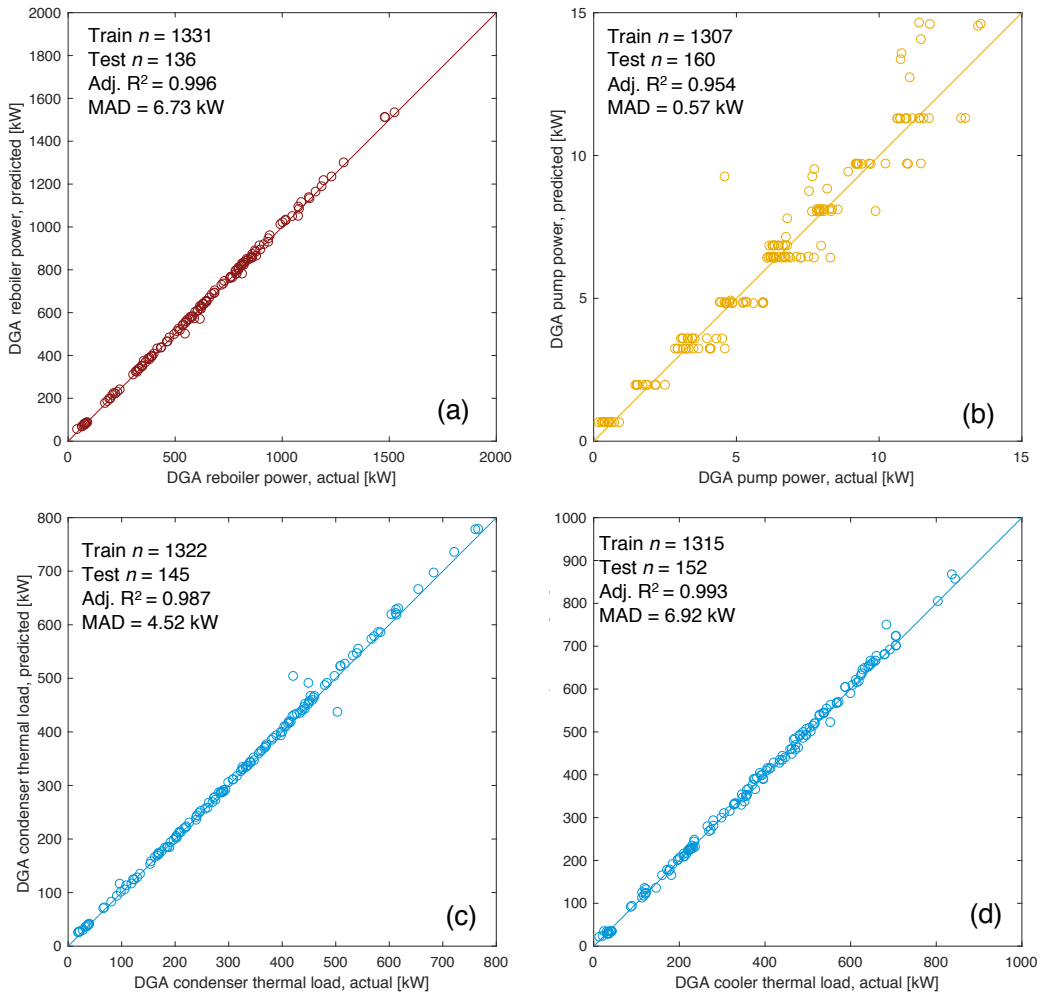 2000
1800
1600
1400
1200
1000
800
600
400
200
0
DGA reboiler power, predicted [kW]
Train n = 1331
Test n = 136
Adj. R² = 0.996
MAD = 6.73 kW
(a)
0 500 1000 1500 2000
DGA reboiler power, actual [kW]
15
10
5
0
DGA pump power, predicted [kW]
Train n = 1307
Test n = 160
Adj. R² = 0.954
MAD = 0.57 kW
(b)
0 5 10 15
DGA pump power, actual [kW]
800
700
600
500
400
300
200
100
0
DGA condenser thermal load, predicted [kW]
Train n = 1322
Test n = 145
Adj. R² = 0.987
MAD = 4.52 kW
(c)
0 100 200 300 400 500 600 700 800
DGA condenser thermal load, actual [kW]
1000
900
800
700
600
500
400
300
200
100
0
Train n = 1315
Test n = 152
Adj. R² = 0.993
MAD = 6.92 kW
(d)
0 200 400 600 800 1000
DGA cooler thermal load, actual [kW]